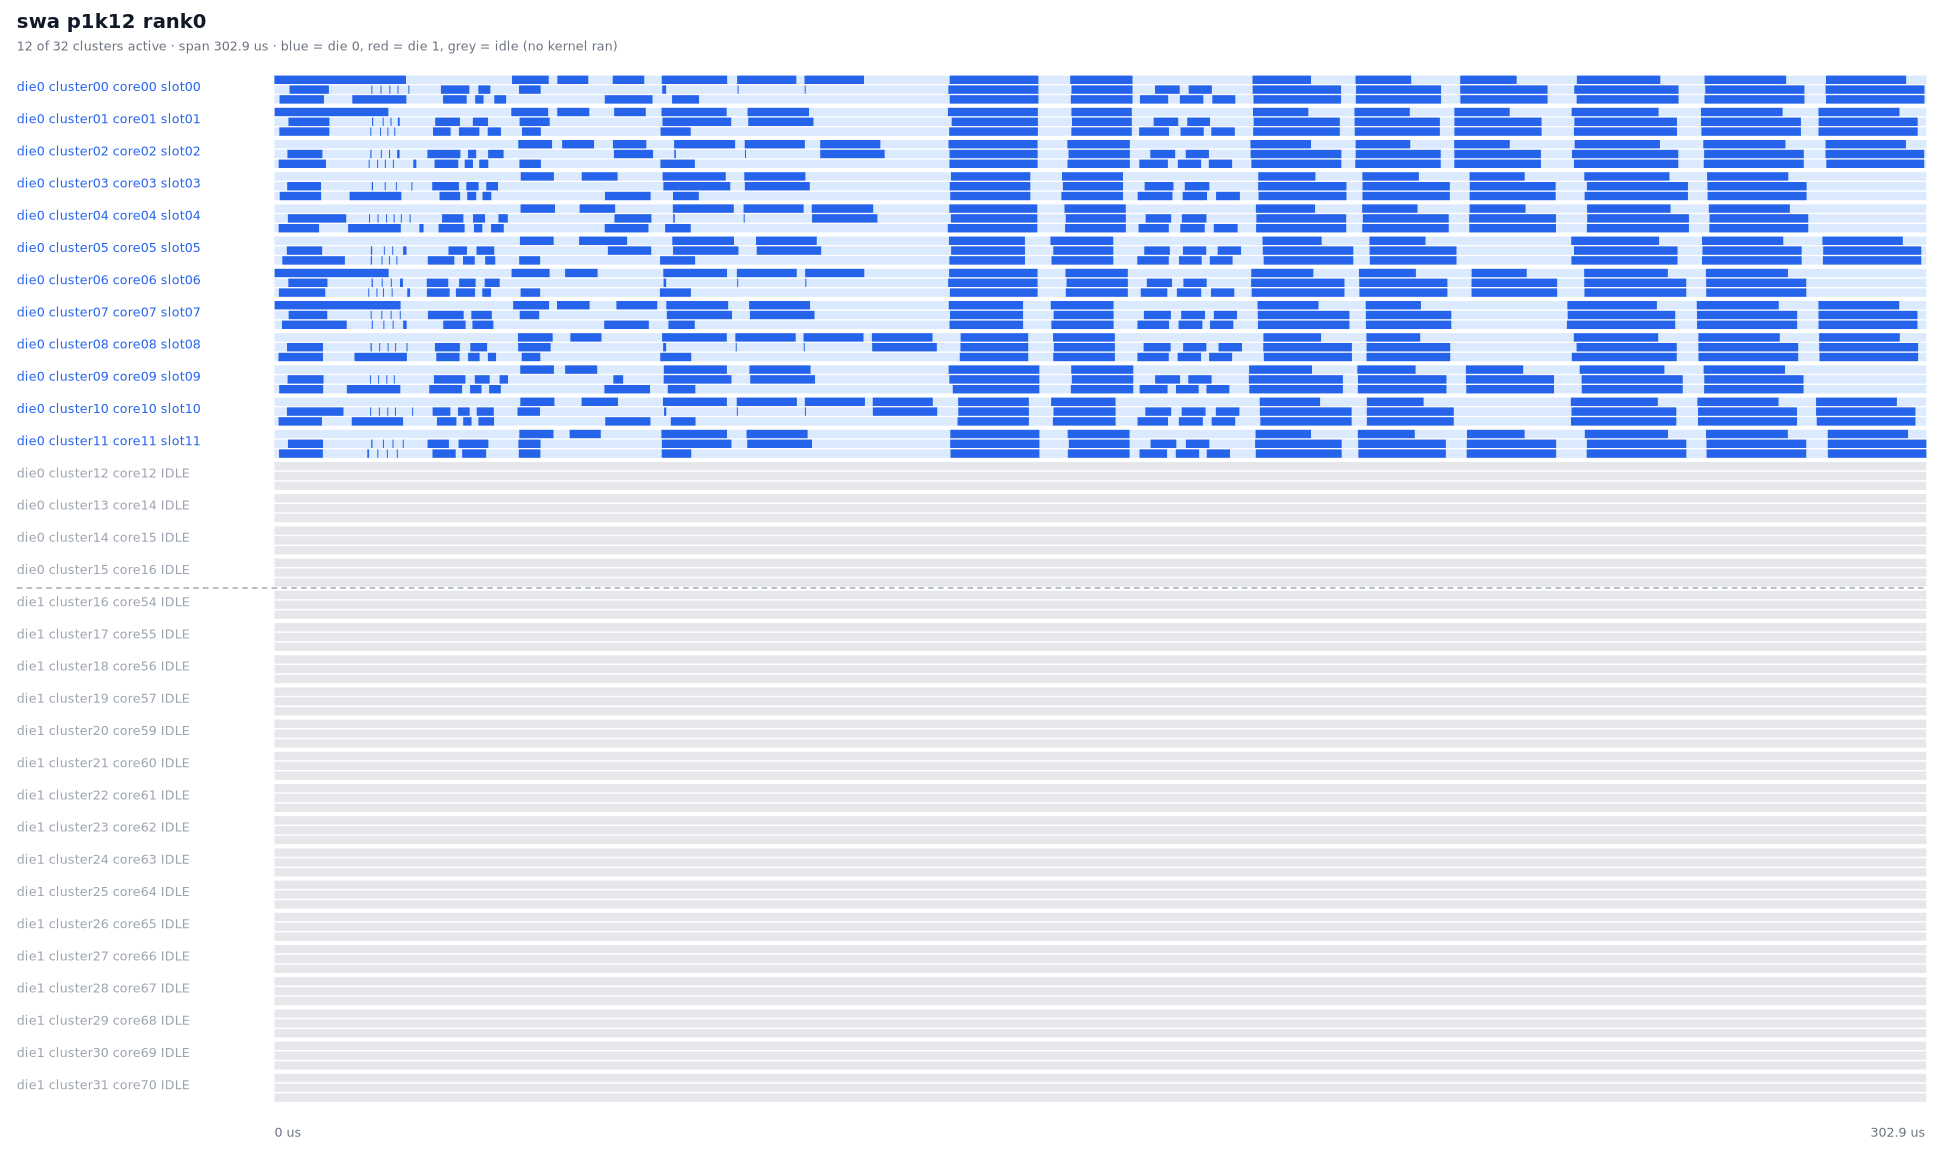 swa p1k12 rank0
12 of 32 clusters active · span 302.9 us · blue = die 0, red = die 1, grey = idle (no kernel ran)
die0 cluster00 core00 slot00
die0 cluster01 core01 slot01
die0 cluster02 core02 slot02
die0 cluster03 core03 slot03
die0 cluster04 core04 slot04
die0 cluster05 core05 slot05
die0 cluster06 core06 slot06
die0 cluster07 core07 slot07
die0 cluster08 core08 slot08
die0 cluster09 core09 slot09
die0 cluster10 core10 slot10
die0 cluster11 core11 slot11
die0 cluster12 core12 IDLE
die0 cluster13 core14 IDLE
die0 cluster14 core15 IDLE
die0 cluster15 core16 IDLE
die1 cluster16 core54 IDLE
die1 cluster17 core55 IDLE
die1 cluster18 core56 IDLE
die1 cluster19 core57 IDLE
die1 cluster20 core59 IDLE
die1 cluster21 core60 IDLE
die1 cluster22 core61 IDLE
die1 cluster23 core62 IDLE
die1 cluster24 core63 IDLE
die1 cluster25 core64 IDLE
die1 cluster26 core65 IDLE
die1 cluster27 core66 IDLE
die1 cluster28 core67 IDLE
die1 cluster29 core68 IDLE
die1 cluster30 core69 IDLE
die1 cluster31 core70 IDLE
0 us
302.9 us